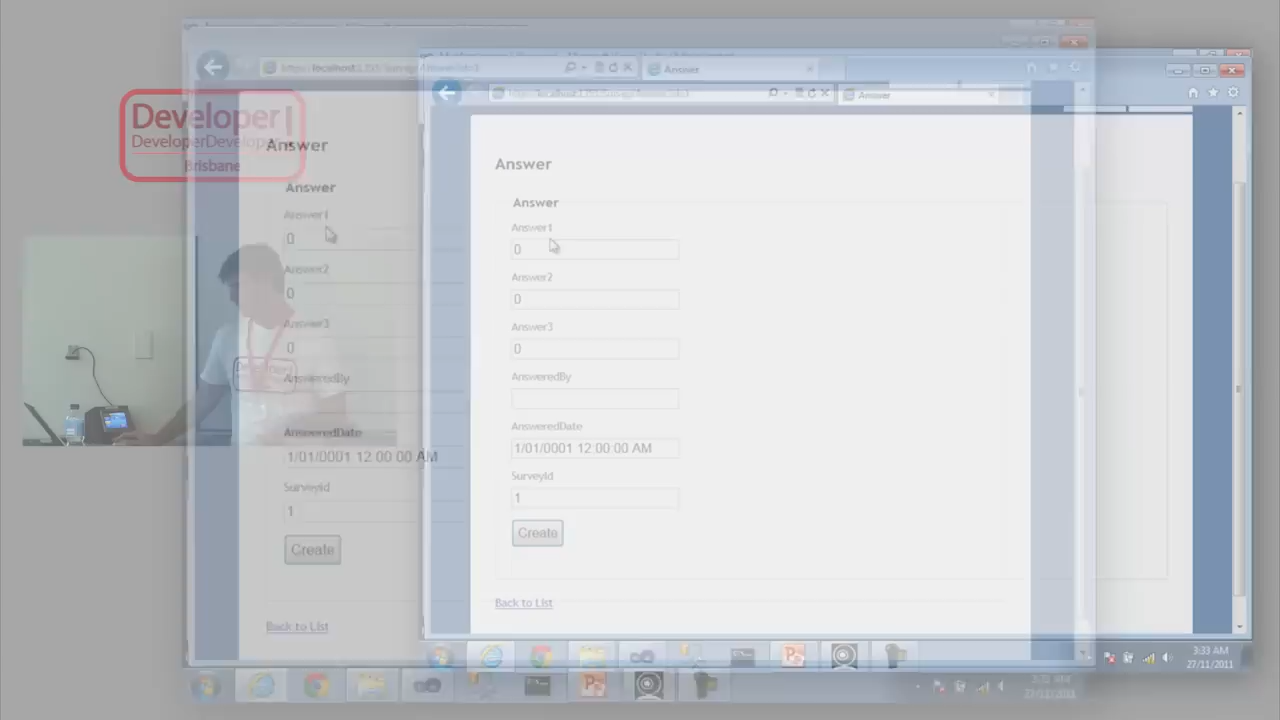 Developer
DeveloperDeveloper
Brisbane
Answer
Answer
Answer1
0
Answer2
0
Answer3
0
AnsweredBy
AnsweredDate
1/01/0001 12:00:00 AM
SurveyId
1
Create
Back to List
Answer
Answer
Answer
Answer
Answer1
0
Answer2
0
Answer3
0
AnsweredBy
AnsweredDate
1/01/0001 12:00:00 AM
SurveyId
1
Create
Back to List
3:33 AM
27/11/2011